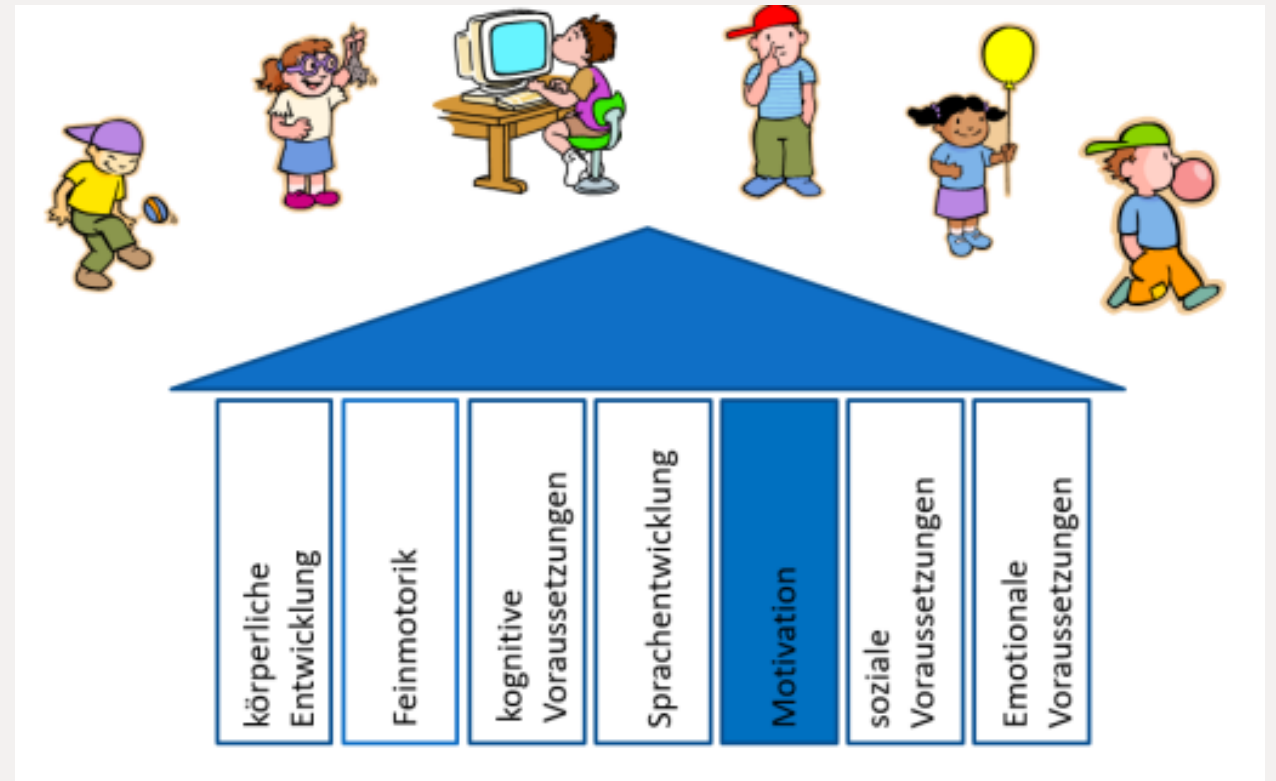 körperliche
Entwicklung
Feinmotorik
kognitive
Voraussetzungen
Sprachentwicklung
Motivation
soziale
Voraussetzungen
Emotionale
Voraussetzungen